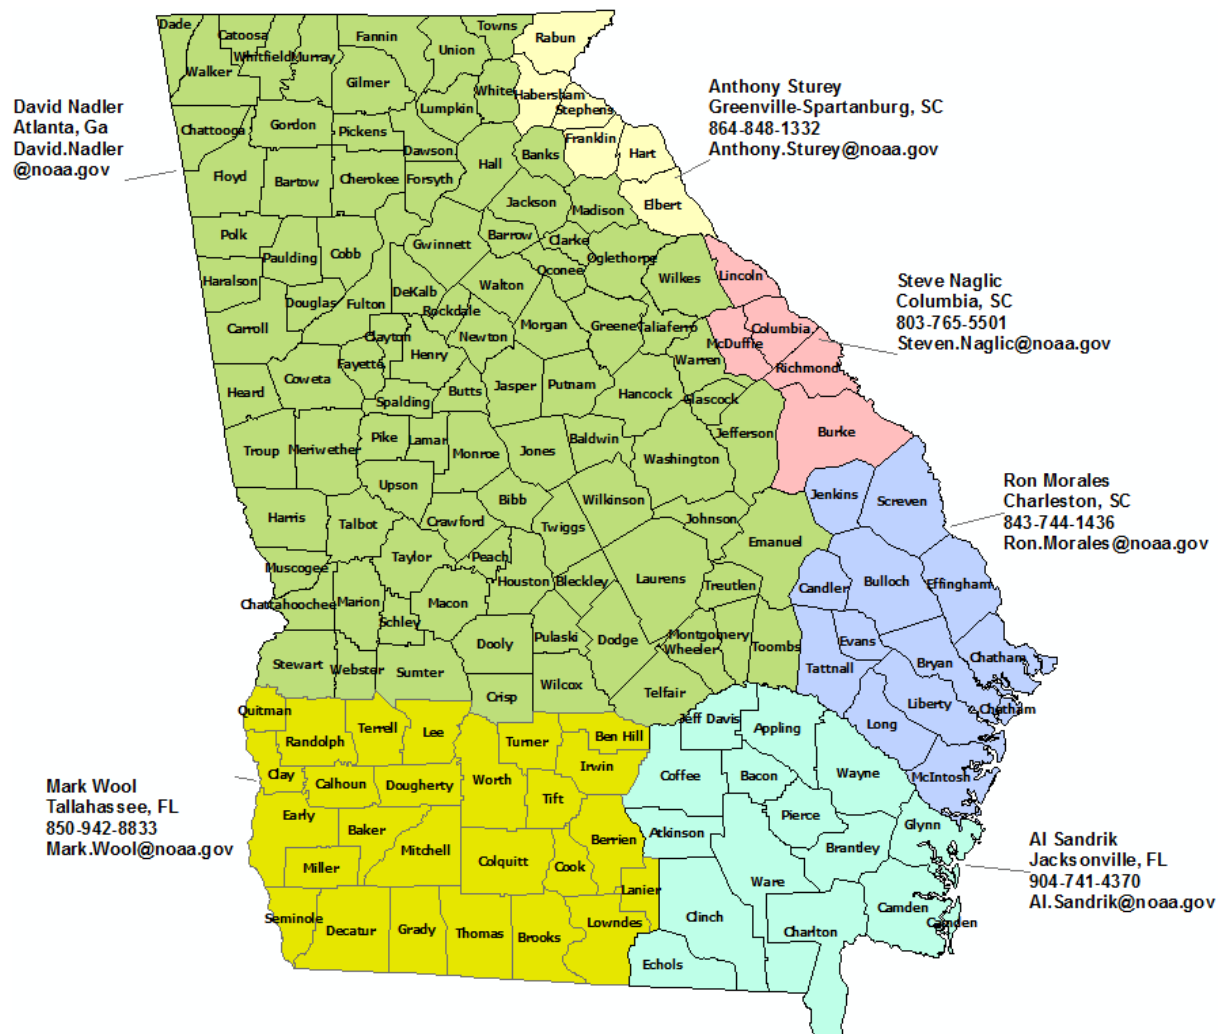 Dade
Catoosa
Fannin
Towns
Rabun
Whitfield
Murray
Union
Walker
Gilmer
White
Habersham
Lumpkin
Stephens
Anthony Sturey
Greenville-Spartanburg, SC
864-848-1332
Anthony.Sturey@noaa.gov
David Nadler
Atlanta, Ga
David.Nadler
@noaa.gov
Chattooga
Gordon
Pickens
Dawson
Hall
Banks
Franklin
Hart
Floyd
Bartow
Cherokee
Forsyth
Jackson
Madison
Elbert
Polk
Paulding
Cobb
Gwinnett
Barrow
Clarke
Oconee
Oglethorpe
Wilkes
Lincoln
Haralson
Douglas
Fulton
DeKalb
Walton
Steve Naglic
Columbia, SC
803-765-5501
Steven.Naglic@noaa.gov
Carroll
Clayton
Rockdale
Newton
Morgan
Greene
Taliaferro
McDuffie
Columbia
Richmond
Heard
Coweta
Fayette
Henry
Spalding
Butts
Jasper
Putnam
Hancock
Warren
Glascock
Troup
Meriwether
Pike
Lamar
Monroe
Jones
Baldwin
Washington
Jefferson
Burke
Upson
Bibb
Wilkinson
Jenkins
Screven
Ron Morales
Charleston, SC
843-744-1436
Ron.Morales@noaa.gov
Harris
Talbot
Crawford
Twiggs
Johnson
Emanuel
Muscogee
Taylor
Peach
Houston
Bleckley
Laurens
Treutlen
Candler
Bulloch
Effingham
Chattahoochee
Marion
Schley
Macon
Dooly
Pulaski
Dodge
Montgomery
Wheeler
Toombs
Evans
Tattnall
Bryan
Chatham
Stewart
Webster
Sumter
Crisp
Wilcox
Telfair
Long
Liberty
Chatham
Quitman
Randolph
Terrell
Lee
Turner
Ben Hill
Irwin
Jeff Davis
Appling
Mark Wool
Tallahassee, FL
850-942-8833
Mark.Wool@noaa.gov
Clay
Calhoun
Dougherty
Worth
Tift
Coffee
Bacon
Wayne
McIntosh
Early
Baker
Mitchell
Colquitt
Cook
Berrien
Atkinson
Pierce
Brantley
Glynn
Al Sandrik
Jacksonville, FL
904-741-4370
Al.Sandrik@noaa.gov
Miller
Lanier
Ware
Seminole
Decatur
Grady
Thomas
Brooks
Lowndes
Clinch
Charlton
Camden
Camden
Echols